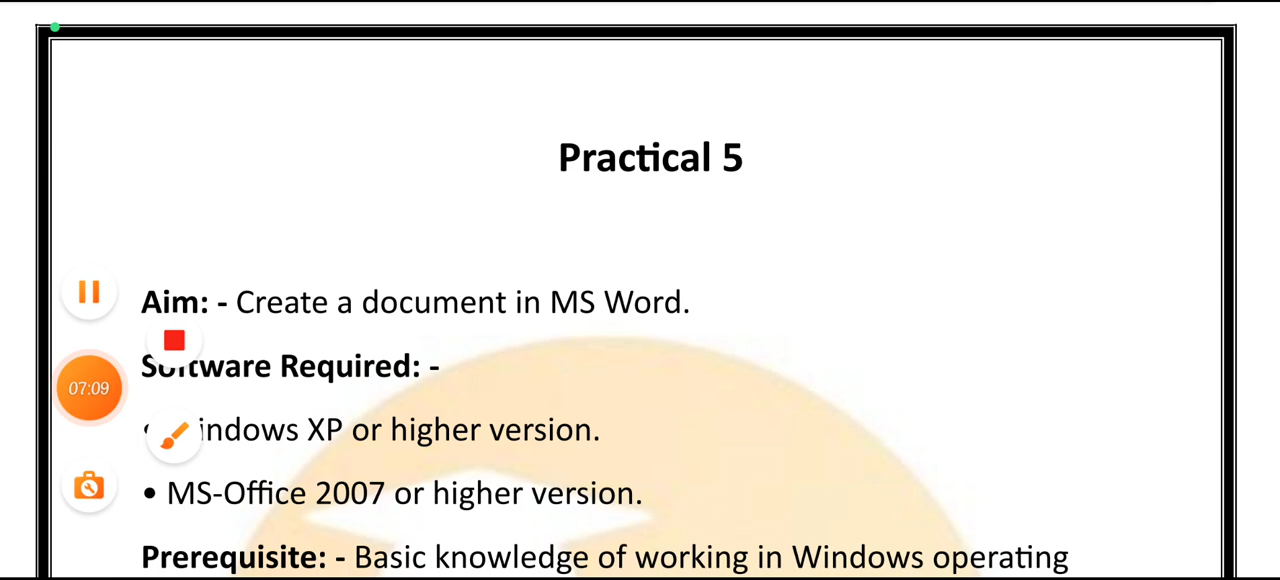 Practical 5
Aim: - Create a document in MS Word.
Software Required: -
07:09
• Windows XP or higher version.
• MS-Office 2007 or higher version.
Prerequisite: - Basic knowledge of working in Windows operating